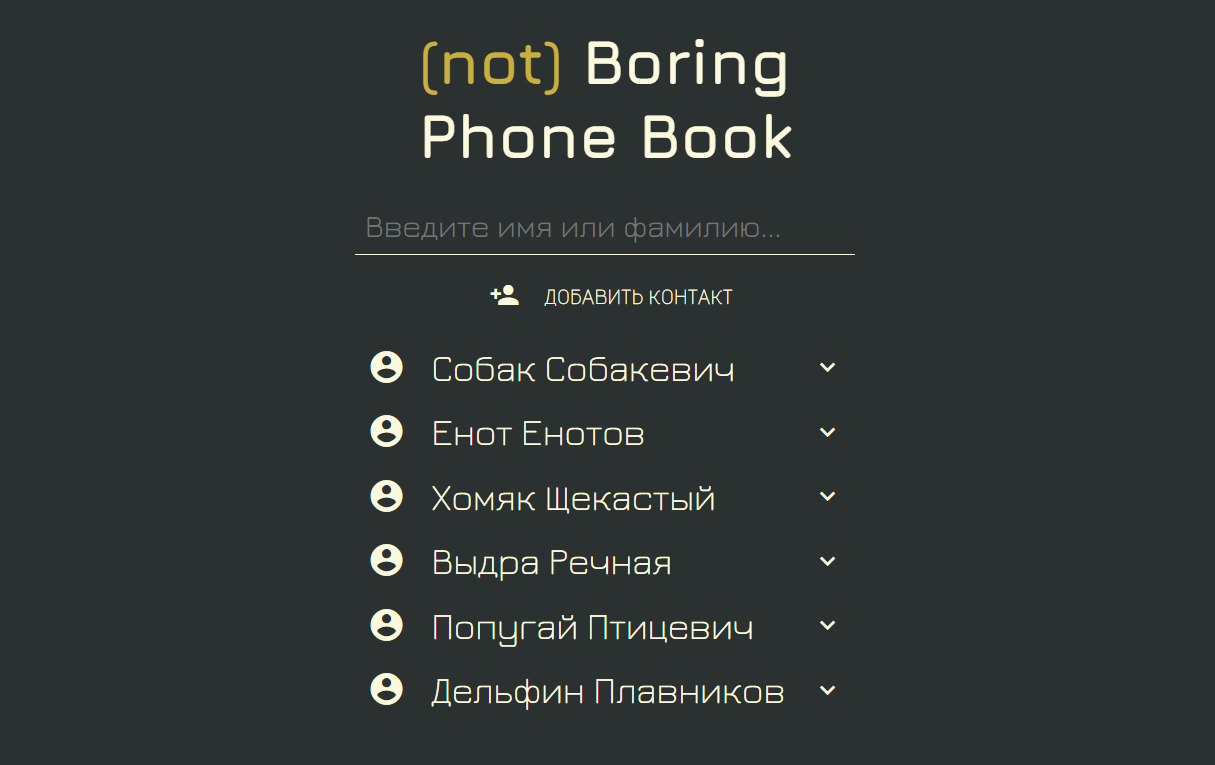 (not) Boring
Phone Book
Введите имя или фамилию...
ДОБАВИТЬ КОНТАКТ
Собак Собакевич
Енот Енотов
Хомяк Щекастый
Выдра Речная
Попугай Птицевич
Дельфин Плавников